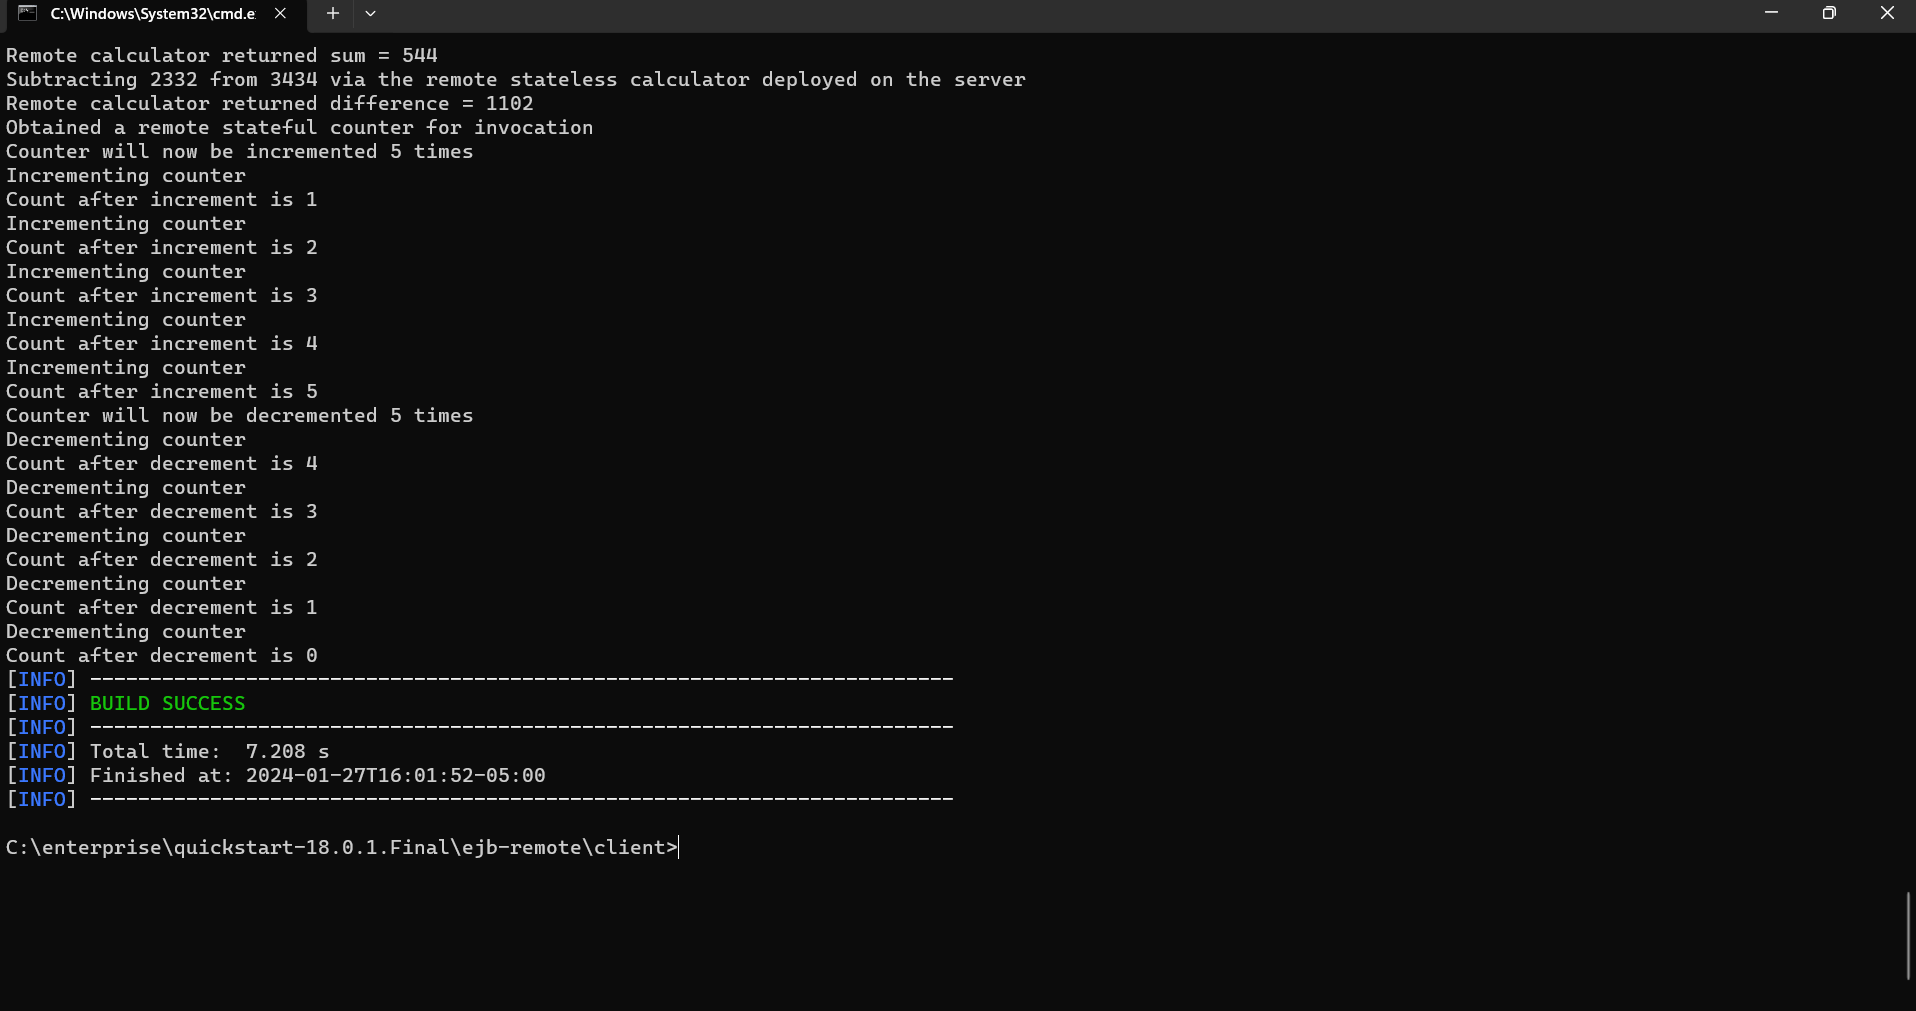 C:\Windows\System32\cmd.e
Remote calculator returned sum = 544
Subtracting 2332 from 3434 via the remote stateless calculator deployed on the server
Remote calculator returned difference = 1102
Obtained a remote stateful counter for invocation
Counter will now be incremented 5 times
Incrementing counter
Count after increment is 1
Incrementing counter
Count after increment is 2
Incrementing counter
Count after increment is 3
Incrementing counter
Count after increment is 4
Incrementing counter
Count after increment is 5
Counter will now be decremented 5 times
Decrementing counter
Count after decrement is 4
Decrementing counter
Count after decrement is 3
Decrementing counter
Count after decrement is 2
Decrementing counter
Count after decrement is 1
Decrementing counter
Count after decrement is 0
[INFO] ------------------------------------------------------------------------
[INFO] BUILD SUCCESS
[INFO] ------------------------------------------------------------------------
[INFO] Total time:  7.208 s
[INFO] Finished at: 2024-01-27T16:01:52-05:00
[INFO] ------------------------------------------------------------------------
C:\enterprise\quickstart-18.0.1.Final\ejb-remote\client>